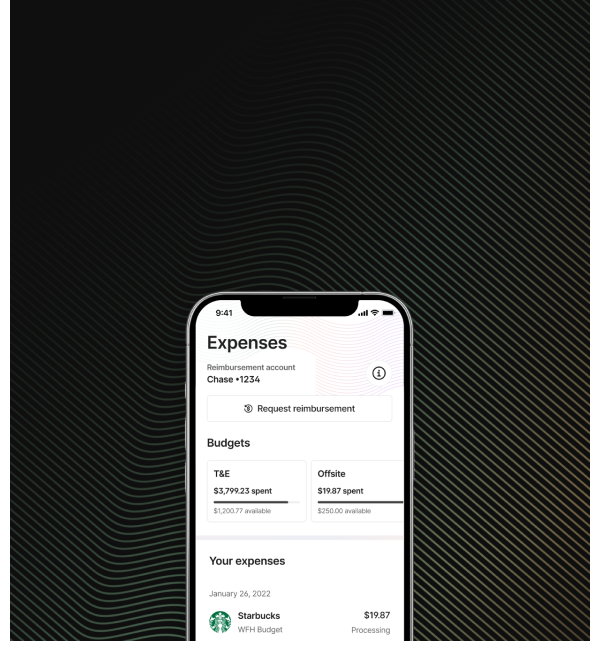 9:41
Expenses
Reimbursement account
Chase •1234
Request reimbursement
Budgets
T&E
$3,799.23 spent
$1,200.77 available
Offsite
$19.87 spent
$250.00 available
Your expenses
January 26, 2022
Starbucks
$19.87
WFH Budget
Processing